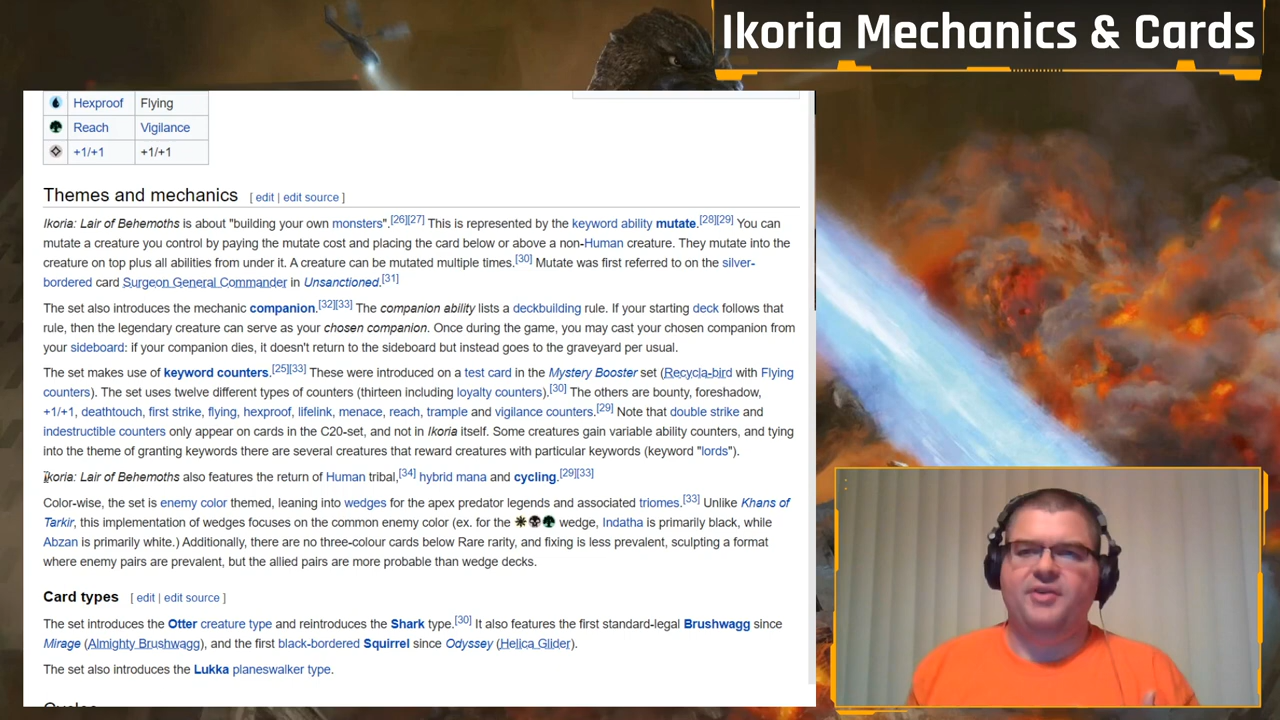 Ikoria Mechanics & Cards
Hexproof Flying
Reach Vigilance
+1/+1 +1/+1
Themes and mechanics [ edit | edit source ]
Ikoria: Lair of Behemoths is about "building your own monsters".[26][27] This is represented by the keyword ability mutate.[28][29] You can
mutate a creature you control by paying the mutate cost and placing the card below or above a non-Human creature. They mutate into the
creature on top plus all abilities from under it. A creature can be mutated multiple times.[30] Mutate was first referred to on the silver-
bordered card Surgeon General Commander in Unsanctioned.[31]
The set also introduces the mechanic companion.[32][33] The companion ability lists a deckbuilding rule. If your starting deck follows that
rule, then the legendary creature can serve as your chosen companion. Once during the game, you may cast your chosen companion from
your sideboard: if your companion dies, it doesn't return to the sideboard but instead goes to the graveyard per usual.
The set makes use of keyword counters.[25][33] These were introduced on a test card in the Mystery Booster set (Recycla-bird with Flying
counters). The set uses twelve different types of counters (thirteen including loyalty counters).[30] The others are bounty, foreshadow,
+1/+1, deathtouch, first strike, flying, hexproof, lifelink, menace, reach, trample and vigilance counters.[29] Note that double strike and
indestructible counters only appear on cards in the C20-set, and not in Ikoria itself. Some creatures gain variable ability counters, and tying
into the theme of granting keywords there are several creatures that reward creatures with particular keywords (keyword "lords").
Ikoria: Lair of Behemoths also features the return of Human tribal,[34] hybrid mana and cycling.[29][33]
Color-wise, the set is enemy color themed, leaning into wedges for the apex predator legends and associated triomes.[33] Unlike Khans of
Tarkir, this implementation of wedges focuses on the common enemy color (ex. for the wedge, Indatha is primarily black, while
Abzan is primarily white.) Additionally, there are no three-colour cards below Rare rarity, and fixing is less prevalent, sculpting a format
where enemy pairs are prevalent, but the allied pairs are more probable than wedge decks.
Card types [ edit | edit source ]
The set introduces the Otter creature type and reintroduces the Shark type.[30] It also features the first standard-legal Brushwagg since
Mirage (Almighty Brushwagg), and the first black-bordered Squirrel since Odyssey (Helica Glider).
The set also introduces the Lukka planeswalker type.